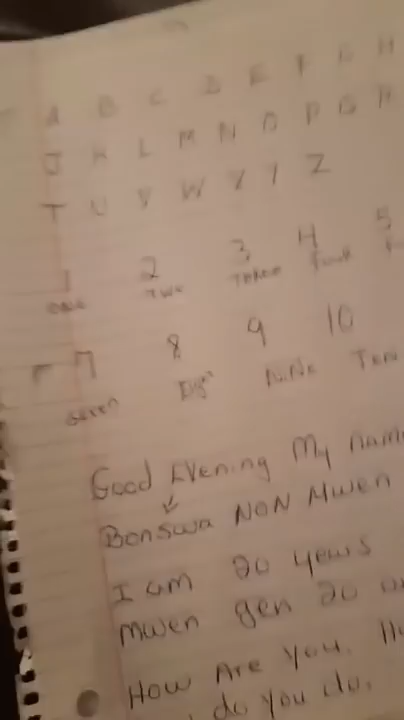 A B C D E F G H
J K L M N O P Q R
T U V W X Y Z
1 2 3 4 5
One Two Three Four
7 8 9 10
Seven Nine Ten
Good Evening My name
Bonswa NON Mwen
I am 20 years
mwen gen 20 an
How Are You.
do you do.